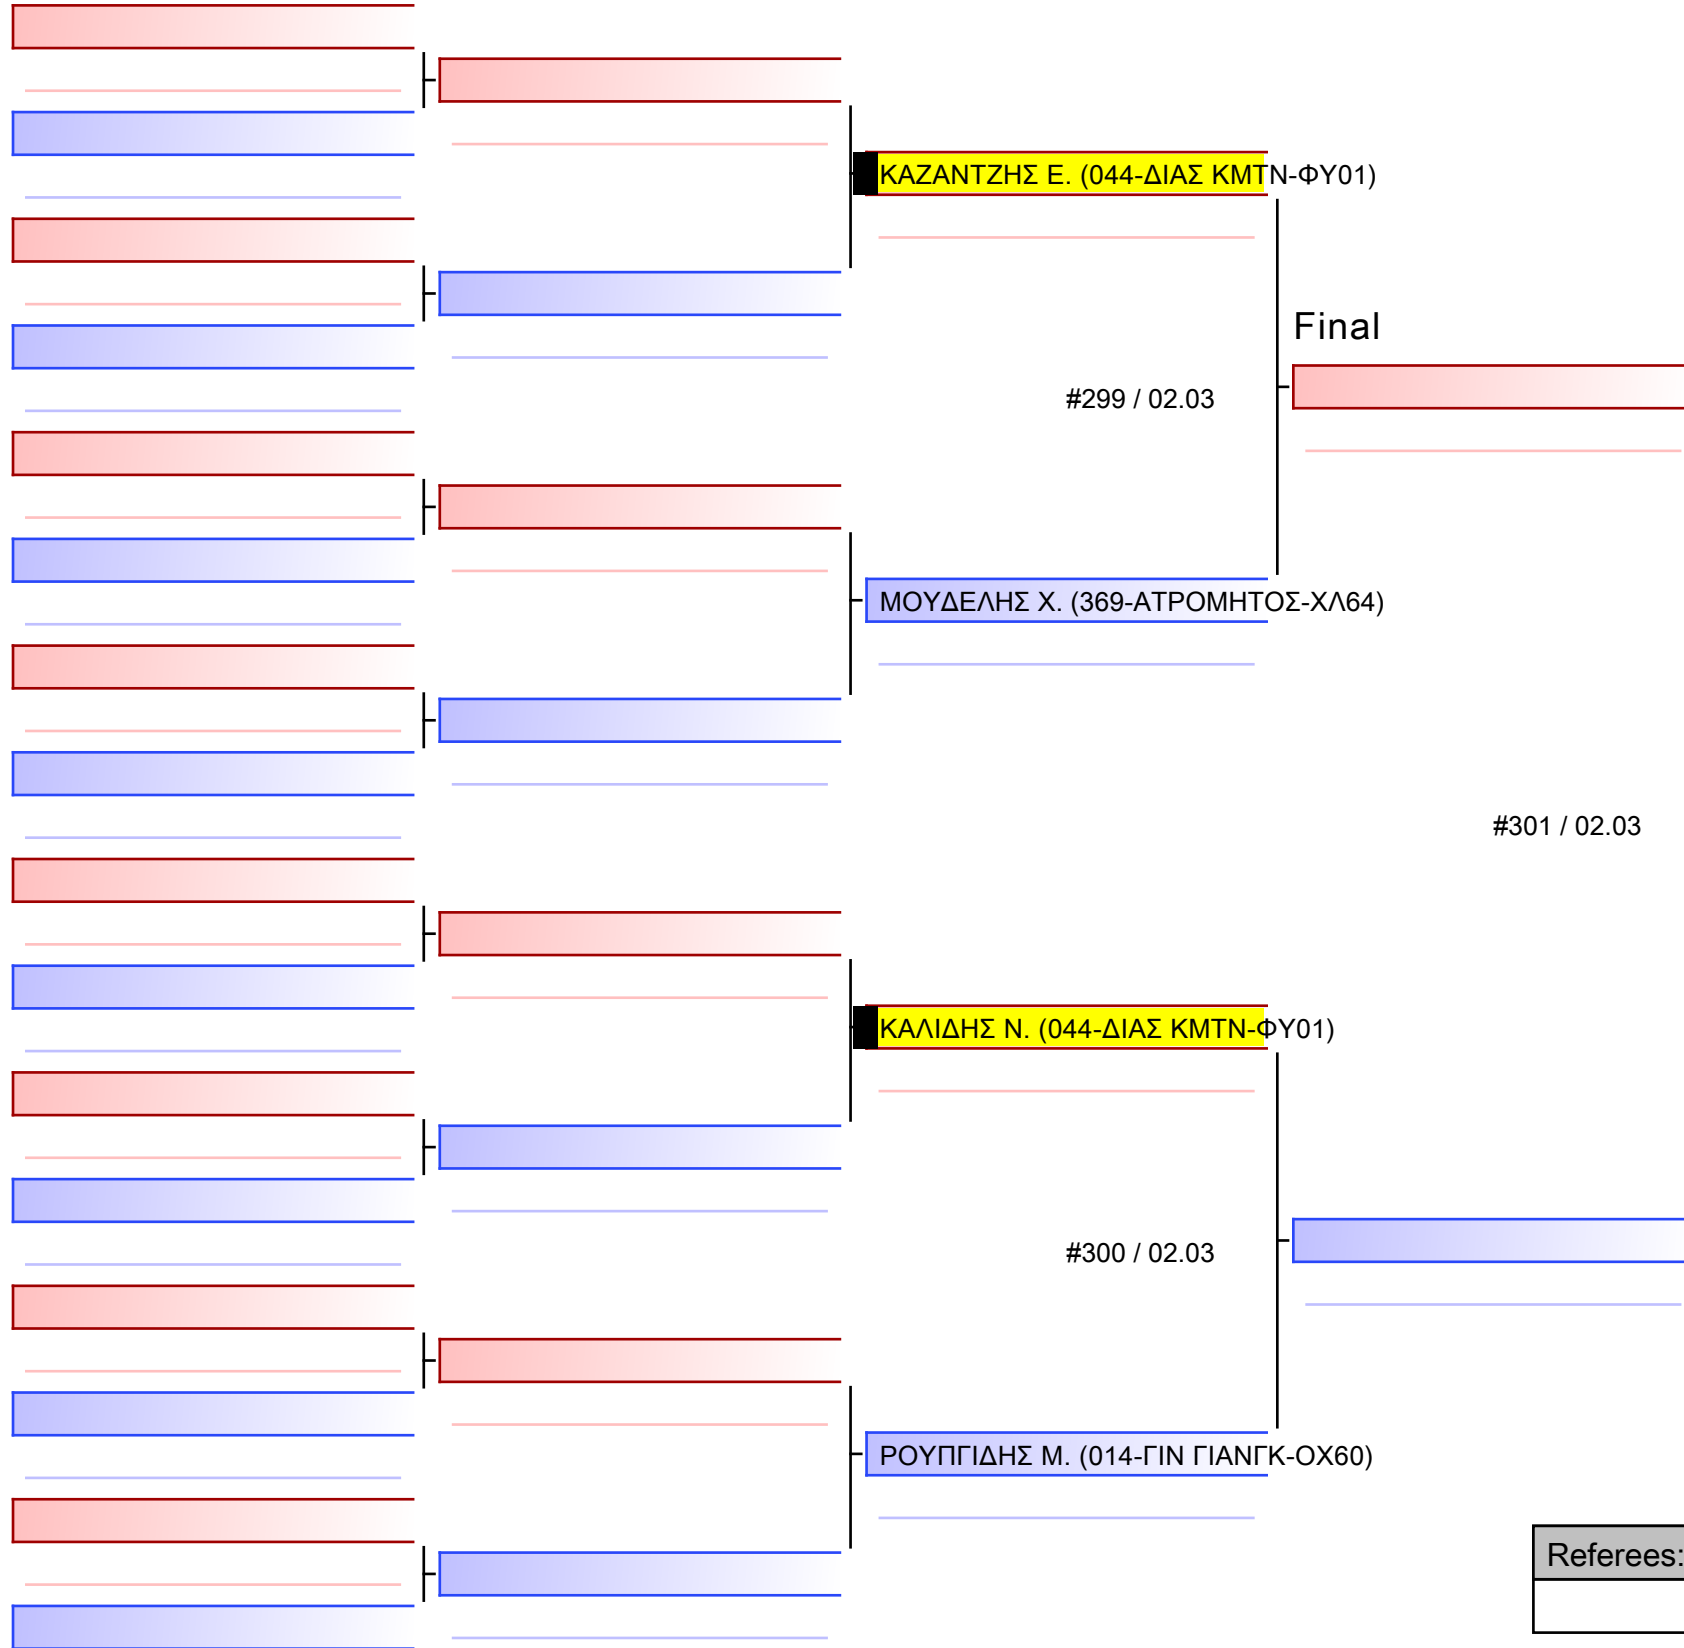 ΚΑΖΑΝΤΖΗΣ Ε. (044-ΔΙΑΣ ΚΜΤΝ-ΦΥ01)
Final
#299 / 02.03
ΜΟΥΔΕΛΗΣ Χ. (369-ΑΤΡΟΜΗΤΟΣ-ΧΛ64)
#301 / 02.03
ΚΑΛΙΔΗΣ Ν. (044-ΔΙΑΣ ΚΜΤΝ-ΦΥ01)
#300 / 02.03
ΡΟΥΠΓΙΔΗΣ Μ. (014-ΓΙΝ ΓΙΑΝΓΚ-ΟΧ60)
Referees: